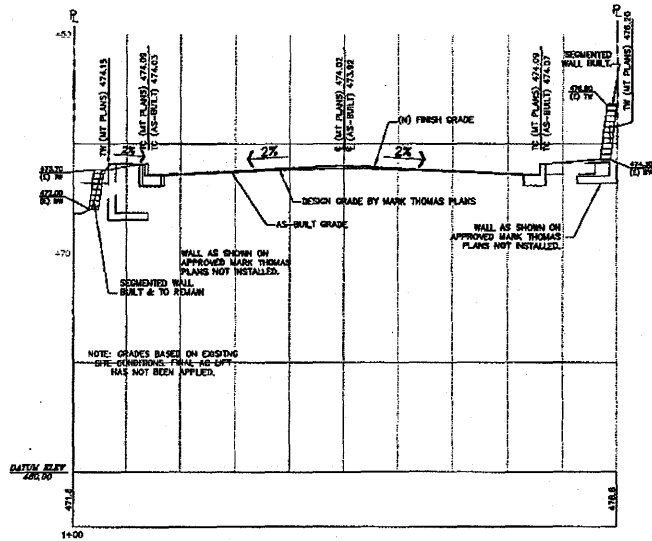 TW (MT PLANS) 474.15
TC (MT PLANS) 474.09
TC (AS-BUILT) 474.03
(MT PLANS) 474.02
(AS-BUILT) 473.92
TC (MT PLANS) 474.09
TC (AS-BUILT) 474.07
TW (MT PLANS) 476.20
SEGMENTED
WALL BUILT.
(E) TW
(N) FINISH GRADE
2%
2%
2%
(E) TW
(E) BW
DESIGN GRADE BY MARK THOMAS PLANS
AS-BUILT GRADE
WALL AS SHOWN ON
APPROVED MARK THOMAS
PLANS NOT INSTALLED.
WALL AS SHOWN ON
APPROVED MARK THOMAS
PLANS NOT INSTALLED.
470
SEGMENTED WALL
BUILT & TO REMAIN
NOTE: GRADES BASED ON EXISITNG
SITE CONDITIONS. FINAL AC LIFT
HAS NOT BEEN APPLIED.
DATUM ELEV
460.00
1+00